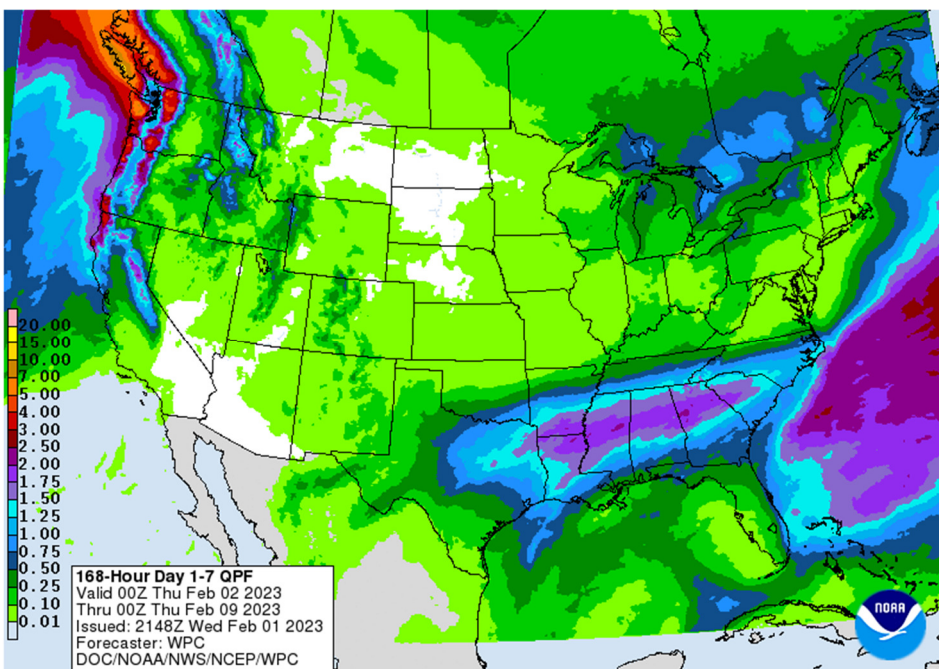 20.00
15.00
10.00
7.00
5.00
4.00
3.00
2.50
2.00
1.75
1.50
1.25
1.00
0.75
0.50
0.25
0.10
0.01
168-Hour Day 1-7 QPF
Valid 00Z Thu Feb 02 2023
Thru 00Z Thu Feb 09 2023
Issued: 2148Z Wed Feb 01 2023
Forecaster: WPC
DOC/NOAA/NWS/NCEP/WPC
NOAA